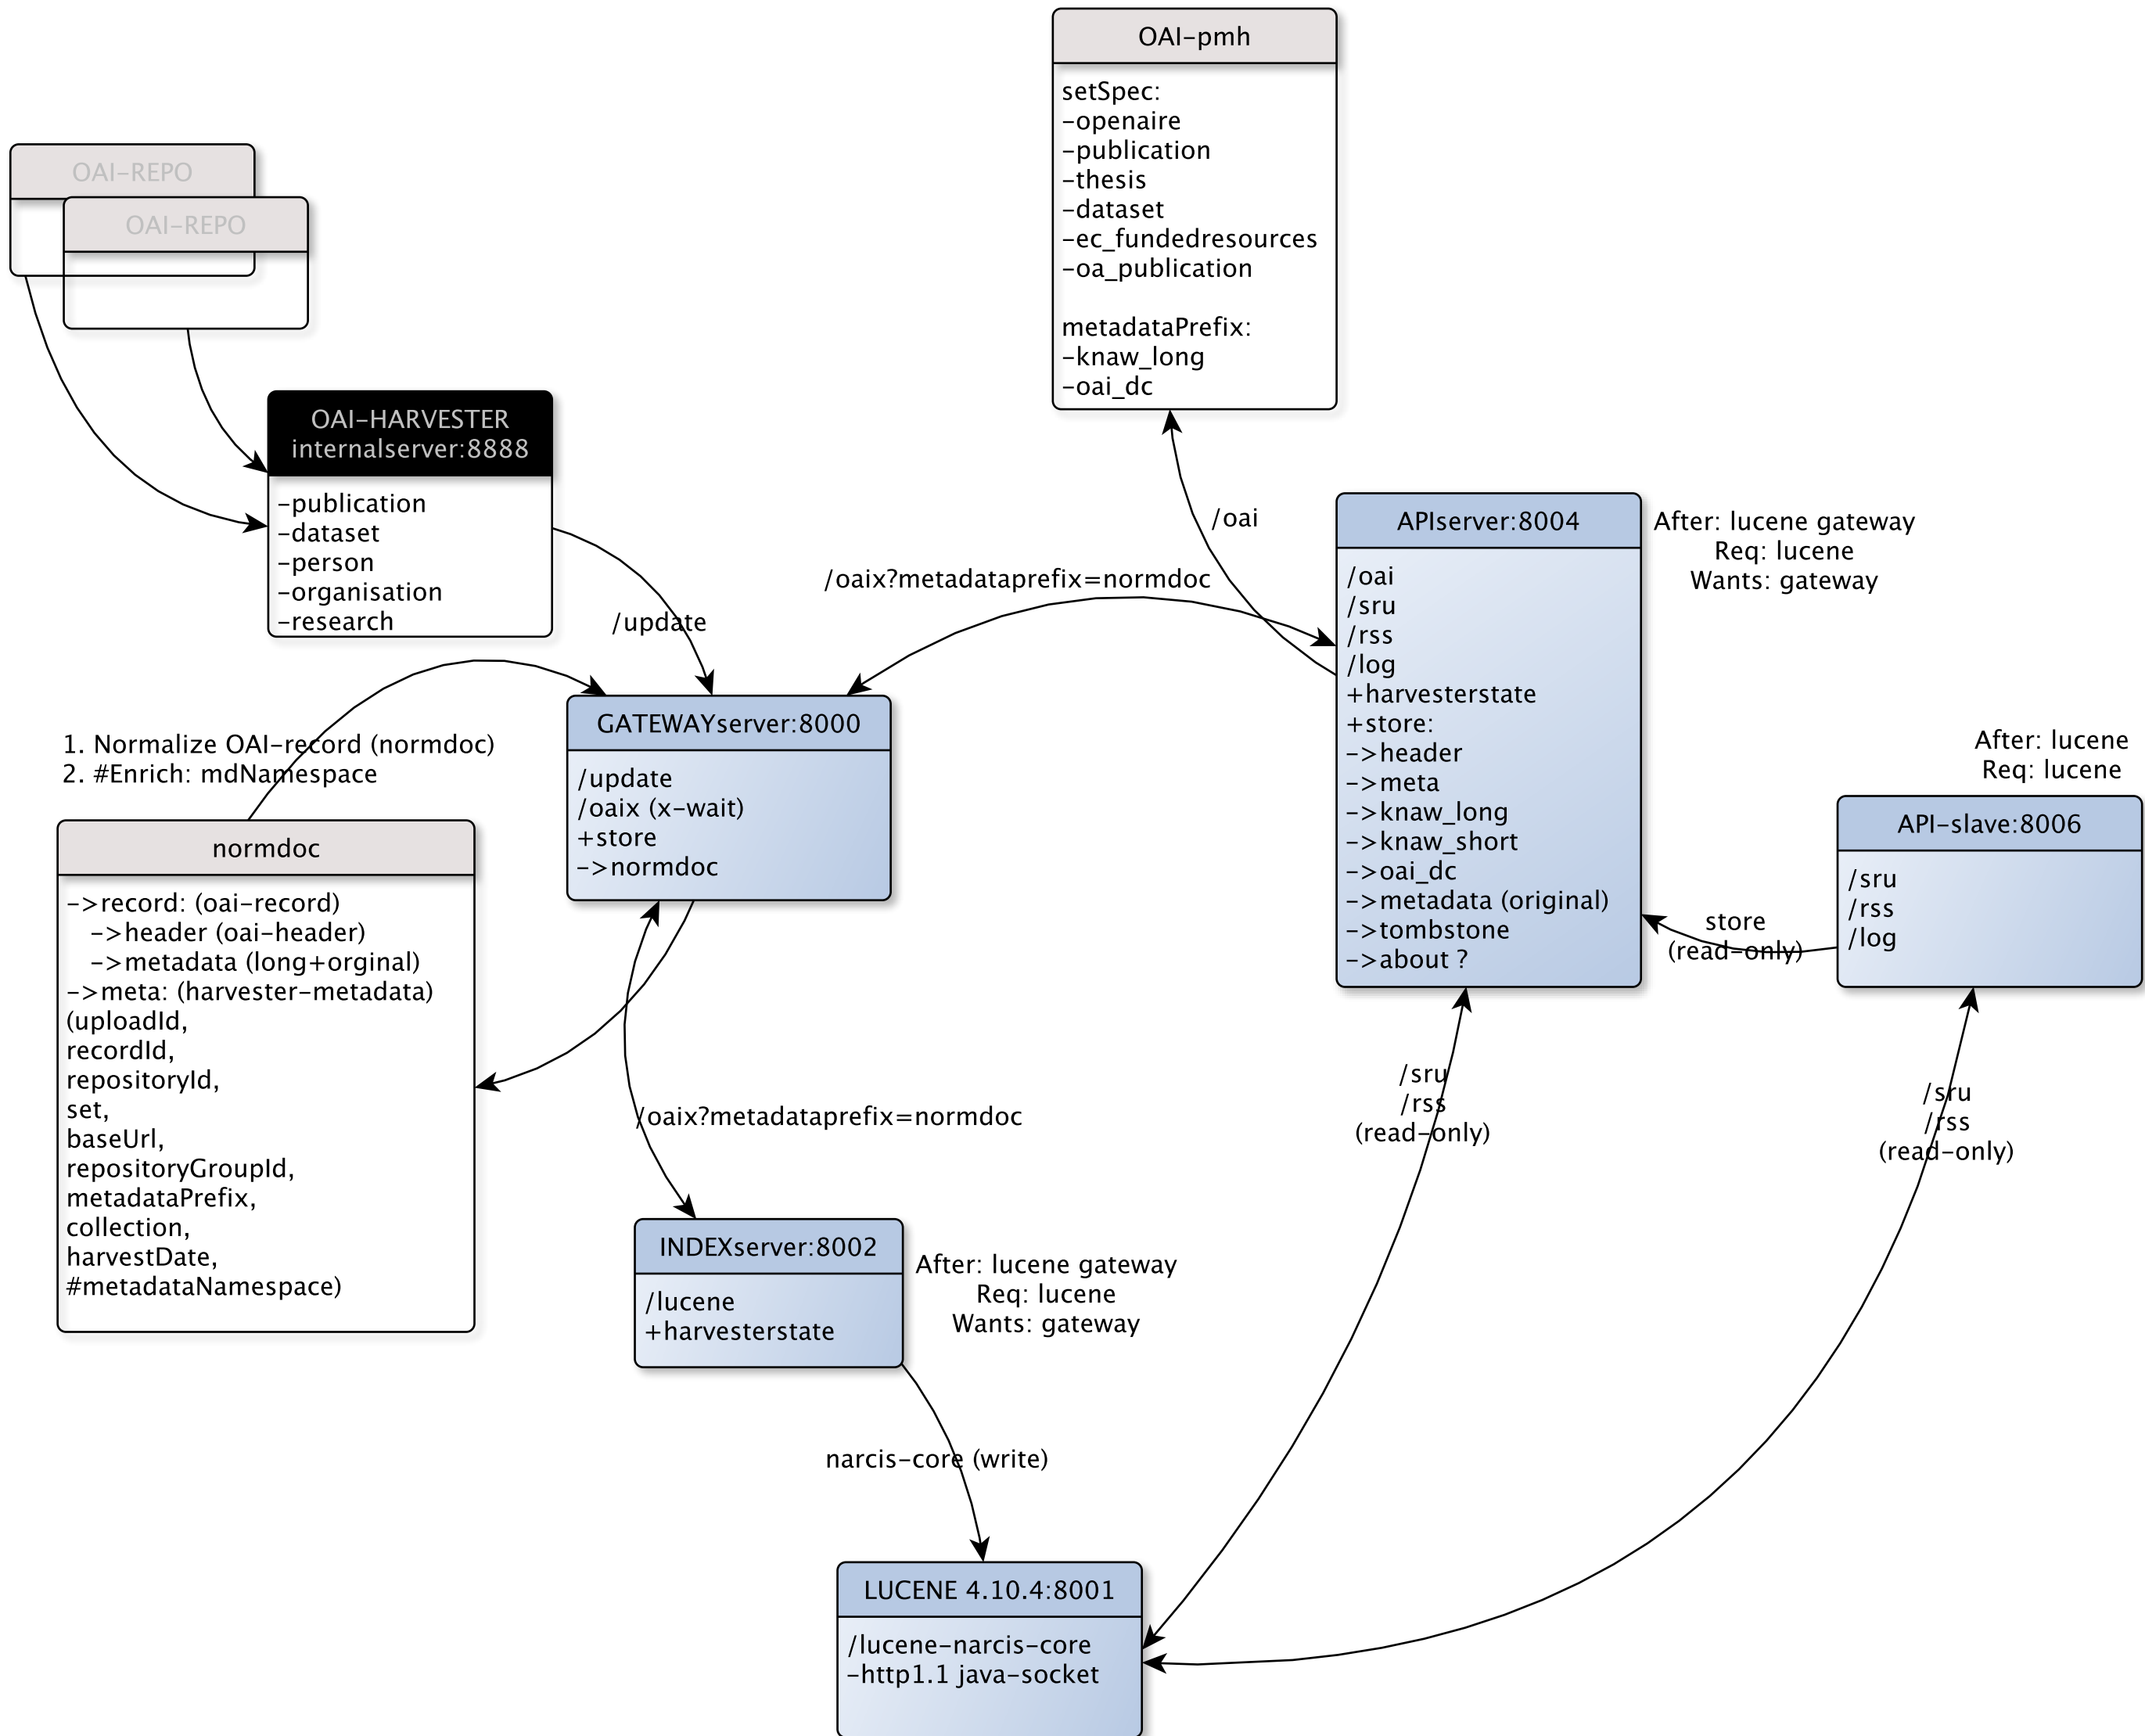 OAI-pmh
setSpec:
-openaire
-publication
-thesis
-dataset
-ec_fundedresources
-oa_publication
metadataPrefix:
-knaw_long
-oai_dc
OAI-REPO
OAI-REPO
OAI-HARVESTER
internalserver:8888
-publication
-dataset
-person
-organisation
-research
/update
/oai
/oaix?metadataprefix=normdoc
APIserver:8004
/oai
/sru
/rss
/log
+harvesterstate
+store:
->header
->meta
->knaw_long
->knaw_short
->oai_dc
->metadata (original)
->tombstone
->about ?
After: lucene gateway
Req: lucene
Wants: gateway
GATEWAYserver:8000
/update
/oaix (x-wait)
+store
->normdoc
1. Normalize OAI-record (normdoc)
2. #Enrich: mdNamespace
normdoc
->record: (oai-record)
->header (oai-header)
->metadata (long+orginal)
->meta: (harvester-metadata)
(uploadId,
recordId,
repositoryId,
set,
baseUrl,
repositoryGroupId,
metadataPrefix,
collection,
harvestDate,
#metadataNamespace)
After: lucene
Req: lucene
API-slave:8006
/sru
/rss
/log
store
(read-only)
/sru
/rss
(read-only)
/sru
/rss
(read-only)
/oaix?metadataprefix=normdoc
INDEXserver:8002
/lucene
+harvesterstate
After: lucene gateway
Req: lucene
Wants: gateway
narcis-core (write)
LUCENE 4.10.4:8001
/lucene-narcis-core
-http1.1 java-socket